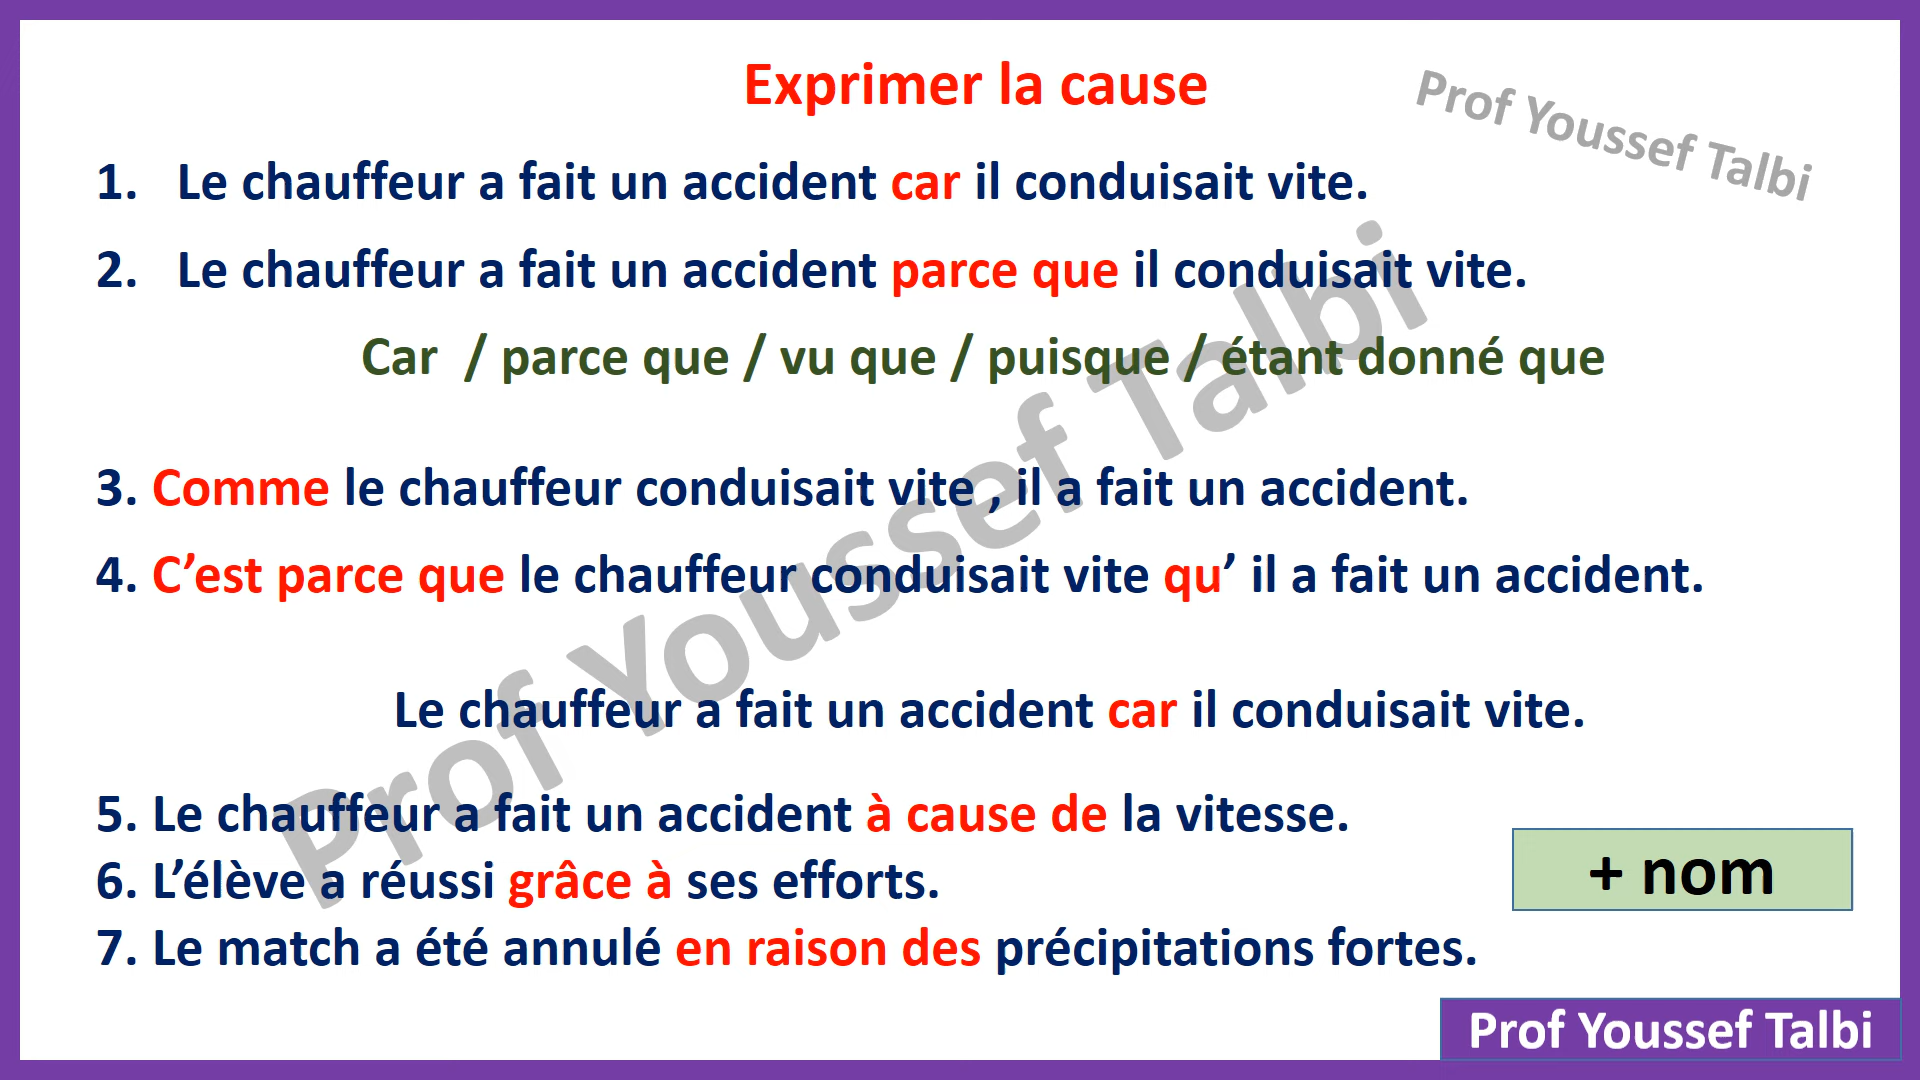 Exprimer la cause
Prof Youssef Talbi
1. Le chauffeur a fait un accident car il conduisait vite.
2. Le chauffeur a fait un accident parce que il conduisait vite.
Car / parce que / vu que / puisque / étant donné que
3. Comme le chauffeur conduisait vite , il a fait un accident.
4. C’est parce que le chauffeur conduisait vite qu’ il a fait un accident.
Prof Youssef Talbi
Le chauffeur a fait un accident car il conduisait vite.
5. Le chauffeur a fait un accident à cause de la vitesse.
6. L’élève a réussi grâce à ses efforts.
+ nom
7. Le match a été annulé en raison des précipitations fortes.
Prof Youssef Talbi